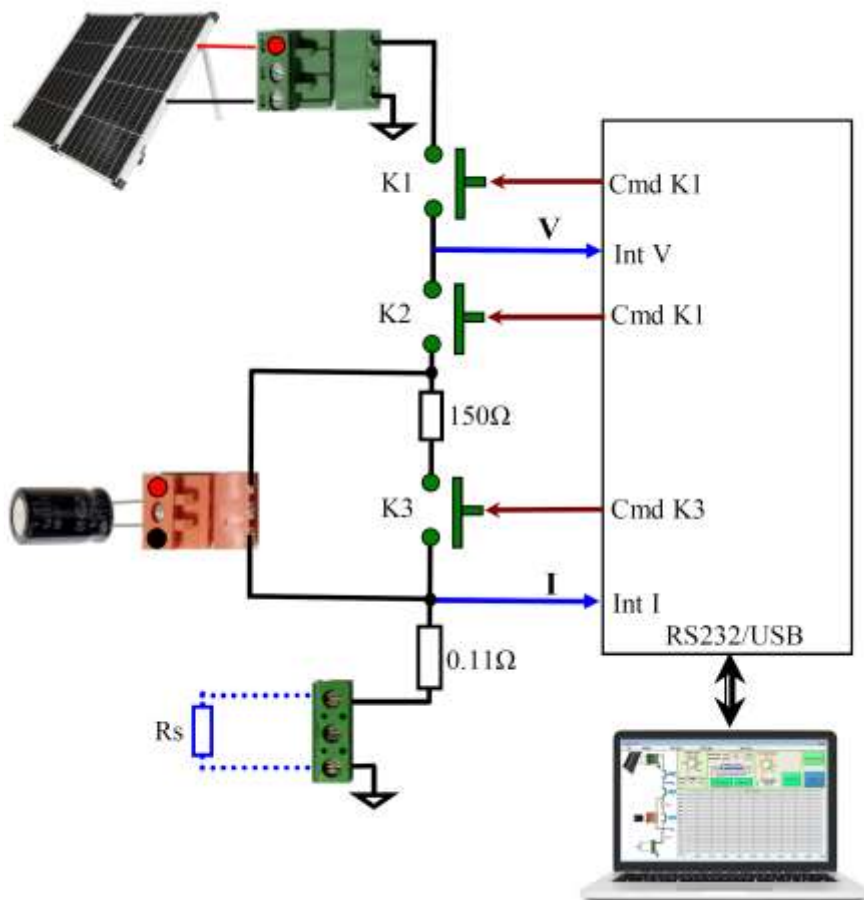 K1
Cmd K1
V
Int V
K2
Cmd K1
150Ω
K3
Cmd K3
I
Int I
RS232/USB
0.11Ω
Rs